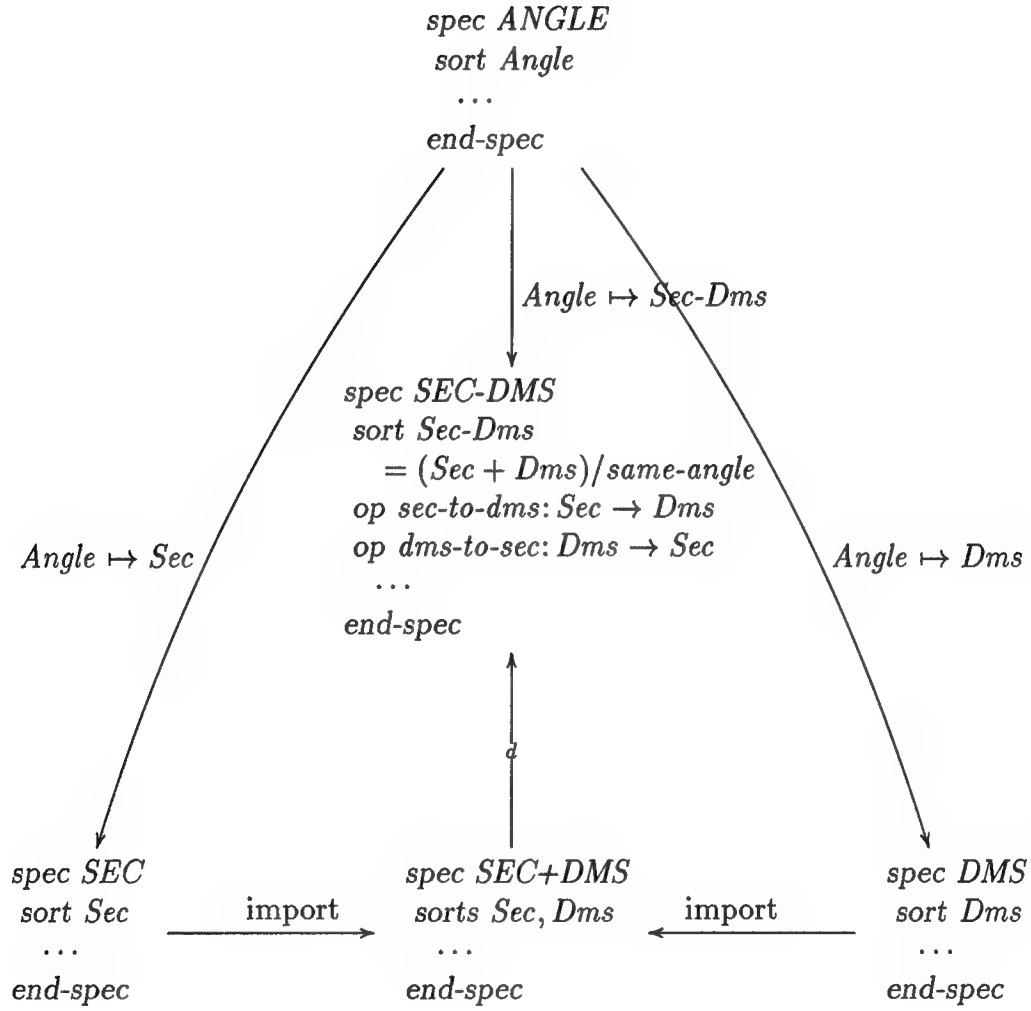 spec ANGLE
sort Angle
...
end-spec
Angle ↦ Sec-Dms
spec SEC-DMS
sort Sec-Dms
= (Sec + Dms)/same-angle
op sec-to-dms: Sec → Dms
op dms-to-sec: Dms → Sec
...
end-spec
Angle ↦ Sec
Angle ↦ Dms
d
spec SEC
sort Sec
...
end-spec
import
spec SEC+DMS
sorts Sec, Dms
...
end-spec
import
spec DMS
sort Dms
...
end-spec